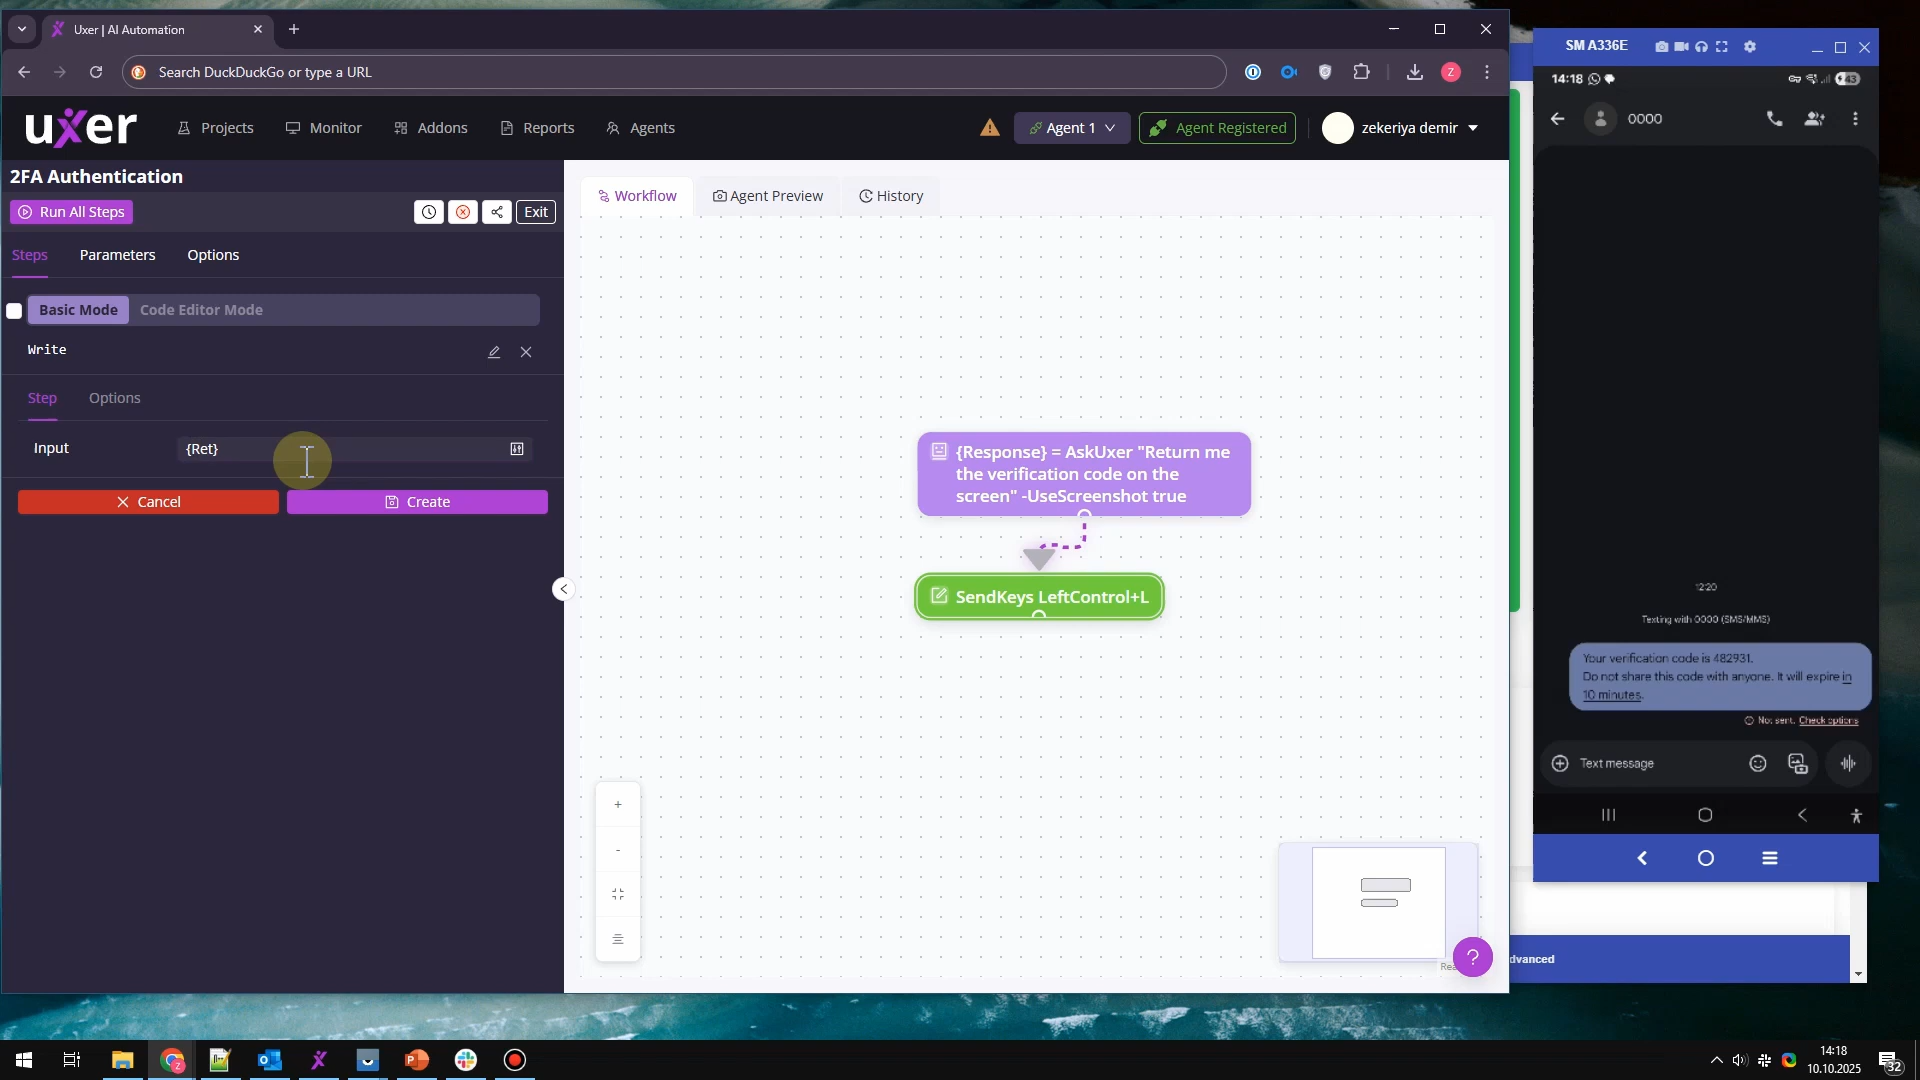 Uxer | AI Automation
Search DuckDuckGo or type a URL
Z
uxer
Projects
Monitor
Addons
Reports
Agents
Agent 1
Agent Registered
zekeriya demir
2FA Authentication
Run All Steps
Exit
Steps
Parameters
Options
Basic Mode
Code Editor Mode
Write
Step
Options
Input
{Ret}
Cancel
Create
Workflow
Agent Preview
History
{Response} = AskUxer "Return me
the verification code on the
screen" -UseScreenshot true
SendKeys LeftControl+L
+
-
?
SM A336E
14:18
43
0000
12:20
Texting with 0000 (SMS/MMS)
Your verification code is 482931.
Do not share this code with anyone. It will expire in
10 minutes.
Not sent. Check options
Text message
dvanced
14:18
10.10.2025
32